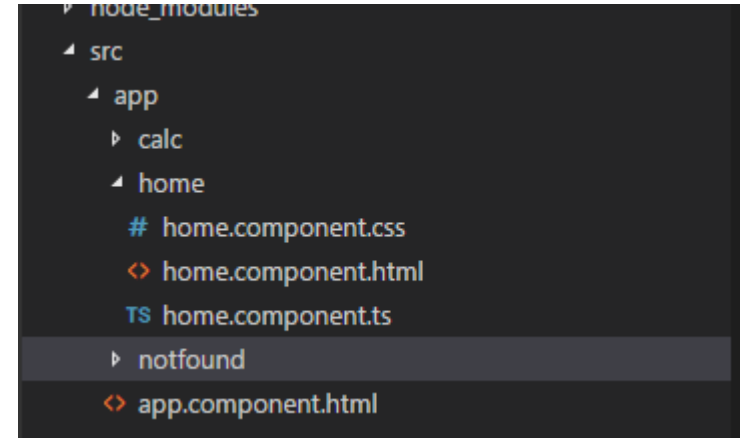 node_modules
src
app
calc
home
# home.component.css
<> home.component.html
TS home.component.ts
notfound
<> app.component.html